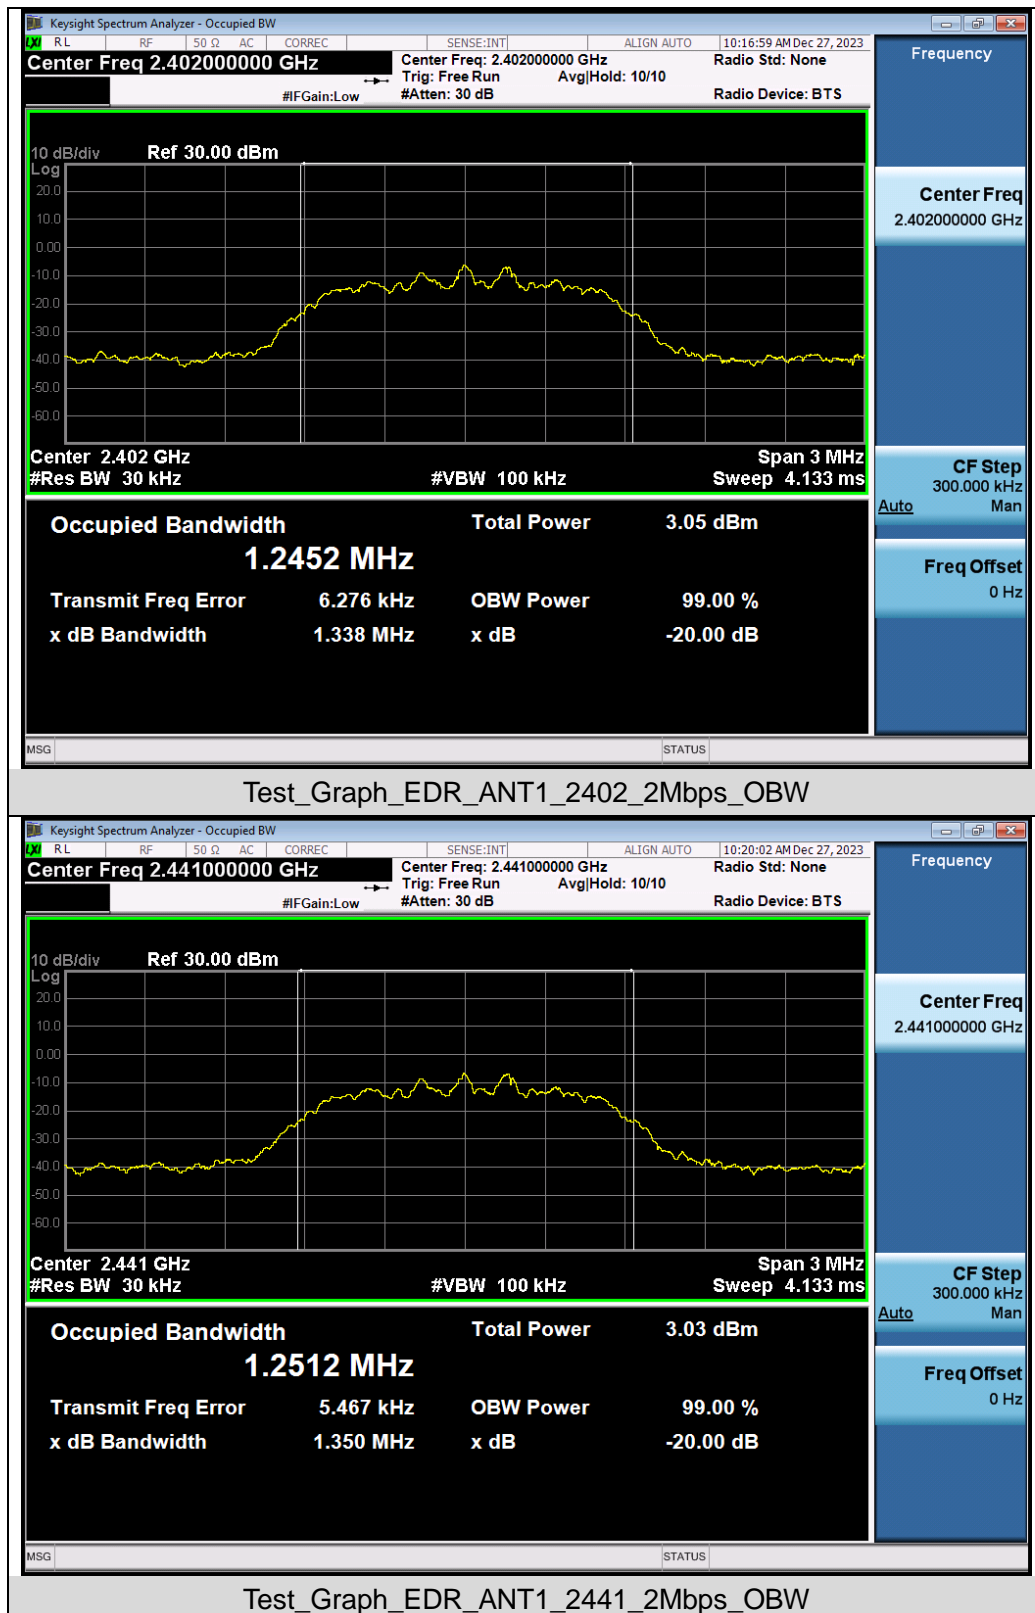 Keysight Spectrum Analyzer - Occupied BW
LXI RL RF 50 Ω AC CORREC SENSE:INT ALIGN AUTO 10:16:59 AM Dec 27, 2023
Center Freq 2.402000000 GHz
Center Freq: 2.402000000 GHz
Radio Std: None
Trig: Free Run Avg|Hold: 10/10
#IFGain:Low
#Atten: 30 dB
Radio Device: BTS
Frequency
10 dB/div Ref 30.00 dBm
Log
20.0
10.0
0.00
-10.0
-20.0
-30.0
-40.0
-50.0
-60.0
Center 2.402 GHz
Span 3 MHz
#Res BW 30 kHz
#VBW 100 kHz
Sweep 4.133 ms
Center Freq
2.402000000 GHz
CF Step
300.000 kHz
Auto Man
Freq Offset
0 Hz
Occupied Bandwidth
Total Power 3.05 dBm
1.2452 MHz
Transmit Freq Error 6.276 kHz OBW Power 99.00 %
x dB Bandwidth 1.338 MHz x dB -20.00 dB
MSG STATUS
Test_Graph_EDR_ANT1_2402_2Mbps_OBW
Keysight Spectrum Analyzer - Occupied BW
LXI RL RF 50 Ω AC CORREC SENSE:INT ALIGN AUTO 10:20:02 AM Dec 27, 2023
Center Freq 2.441000000 GHz
Center Freq: 2.441000000 GHz
Radio Std: None
Trig: Free Run Avg|Hold: 10/10
#IFGain:Low
#Atten: 30 dB
Radio Device: BTS
Frequency
10 dB/div Ref 30.00 dBm
Log
20.0
10.0
0.00
-10.0
-20.0
-30.0
-40.0
-50.0
-60.0
Center 2.441 GHz
Span 3 MHz
#Res BW 30 kHz
#VBW 100 kHz
Sweep 4.133 ms
Center Freq
2.441000000 GHz
CF Step
300.000 kHz
Auto Man
Freq Offset
0 Hz
Occupied Bandwidth
Total Power 3.03 dBm
1.2512 MHz
Transmit Freq Error 5.467 kHz OBW Power 99.00 %
x dB Bandwidth 1.350 MHz x dB -20.00 dB
MSG STATUS
Test_Graph_EDR_ANT1_2441_2Mbps_OBW